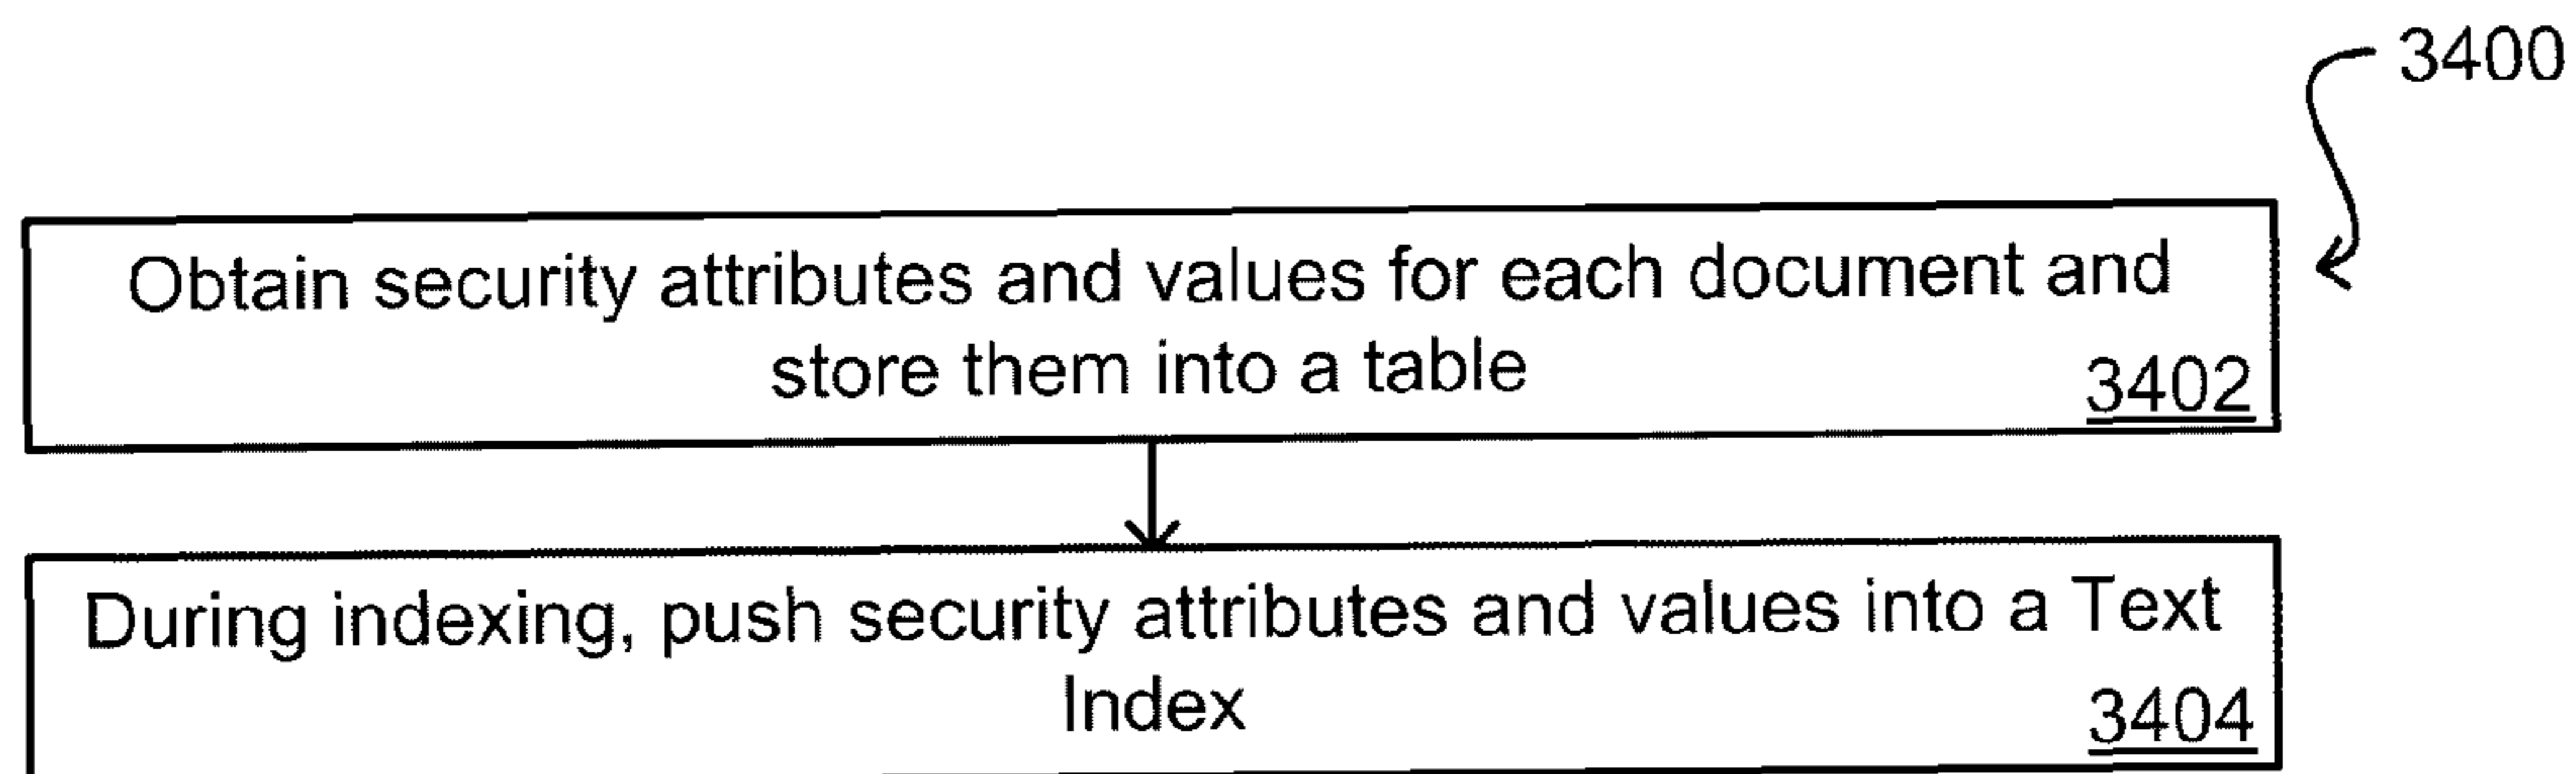 3400
Obtain security attributes and values for each document and
store them into a table
3402
During indexing, push security attributes and values into a Text
Index
3404